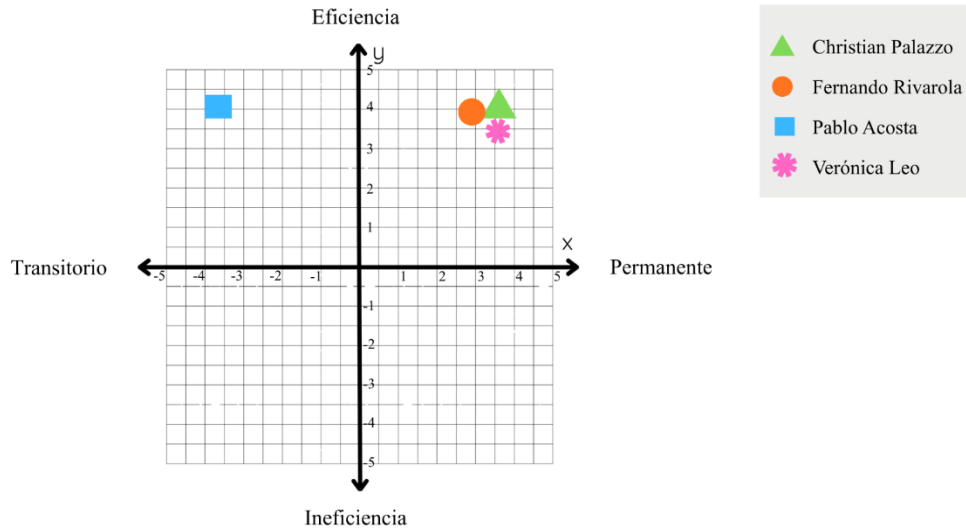 Eficiencia
y
5
4
3
2
1
x
Transitorio
-5 -4 -3 -2 -1 1 2 3 4 5
Permanente
-1
-2
-3
-4
-5
Ineficiencia
Christian Palazzo
Fernando Rivarola
Pablo Acosta
Verónica Leo